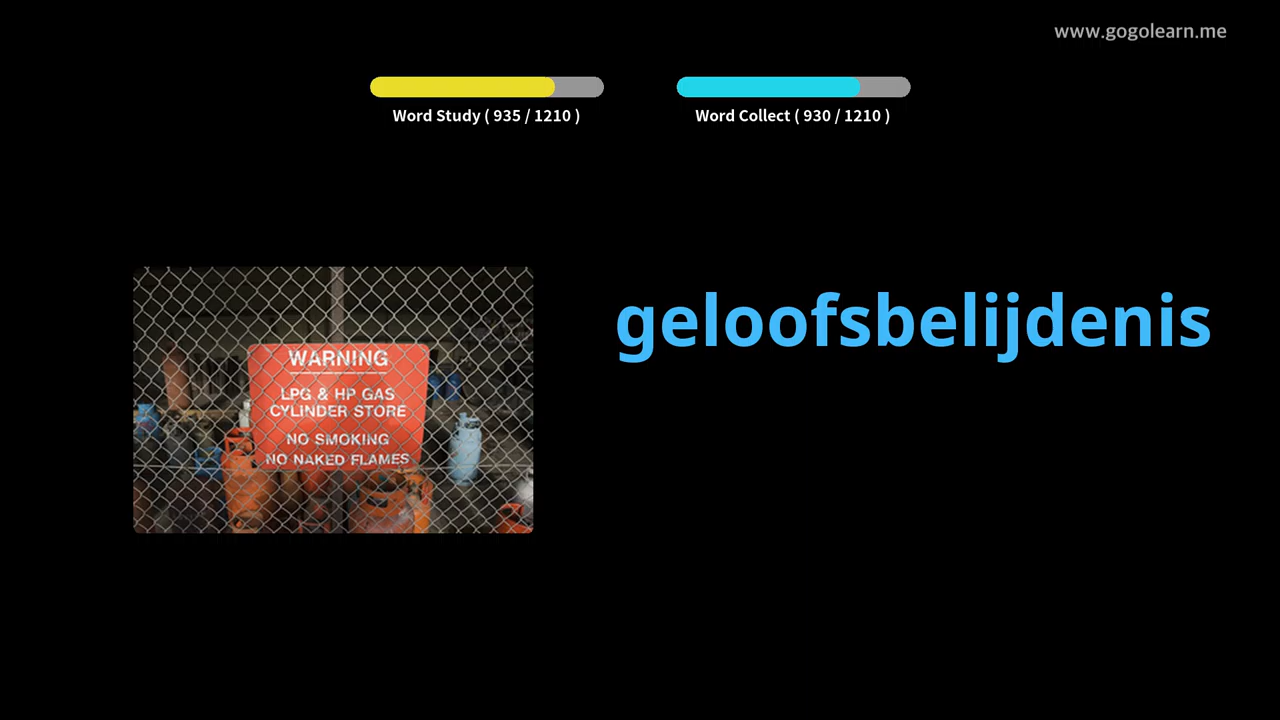 www.gogolearn.me
Word Study ( 935 / 1210 )
Word Collect ( 930 / 1210 )
geloofsbelijdenis
WARNING
LPG & HP GAS
CYLINDER STORE
NO SMOKING
NO NAKED FLAMES